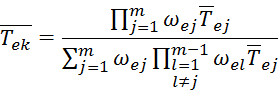 $\overline{T_{ek}} = \frac{\prod_{j=1}^{m} \omega_{ej} \overline{T}_{ej}}{\sum_{j=1}^{m} \omega_{ej} \prod_{\substack{l=1 \\ l \neq j}}^{m-1} \omega_{el} \overline{T}_{ej}}$